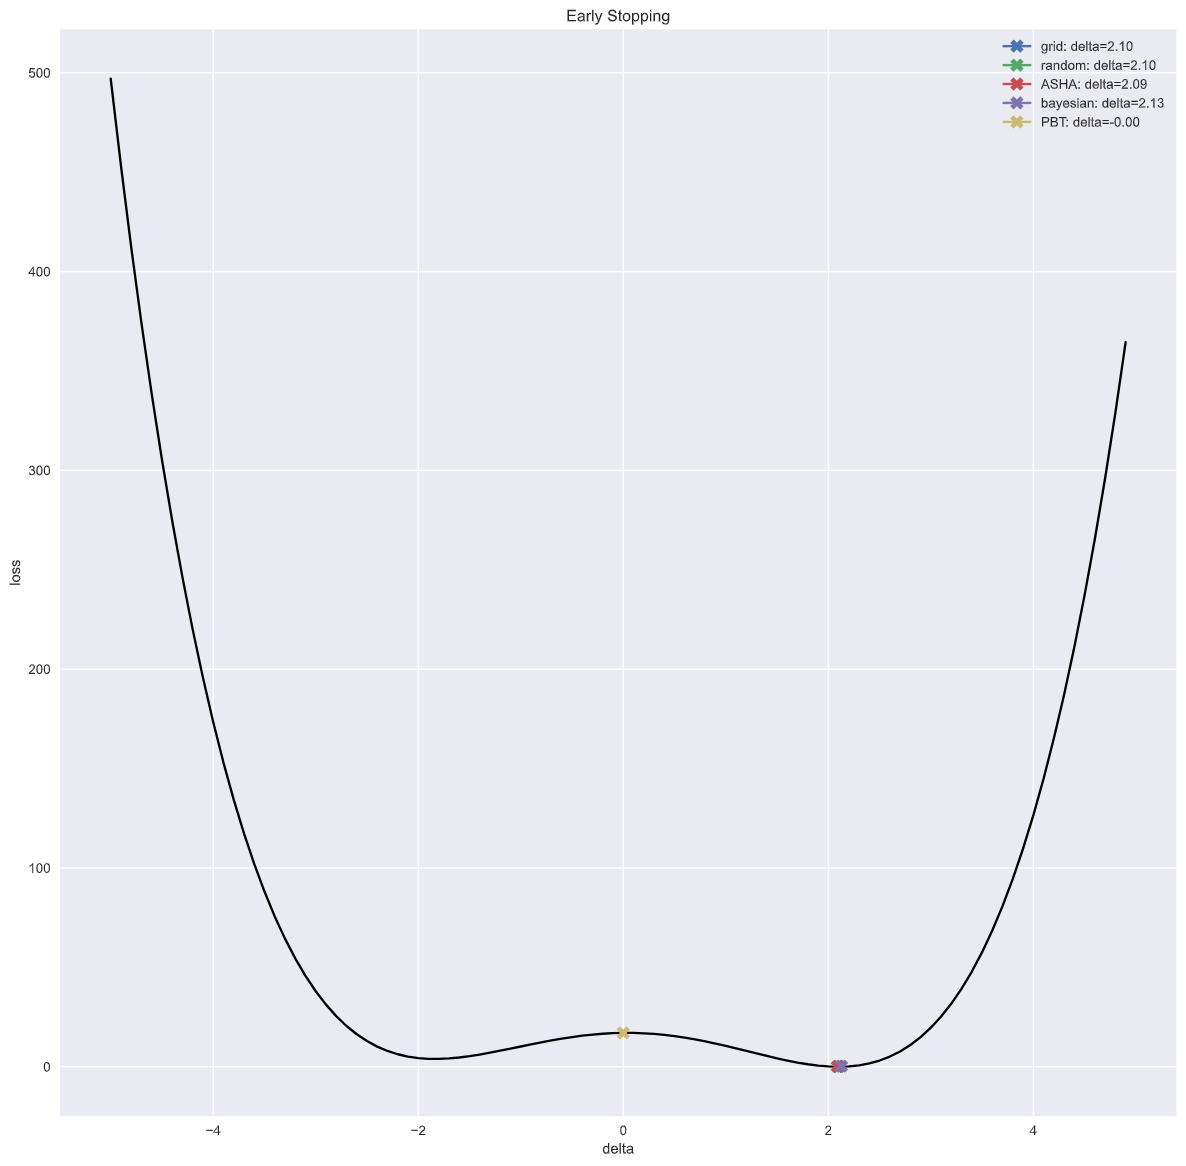 Early Stopping
grid: delta=2.10
random: delta=2.10
ASHA: delta=2.09
bayesian: delta=2.13
PBT: delta=-0.00
500
400
300
200
100
0
loss
−4
−2
0
2
4
delta